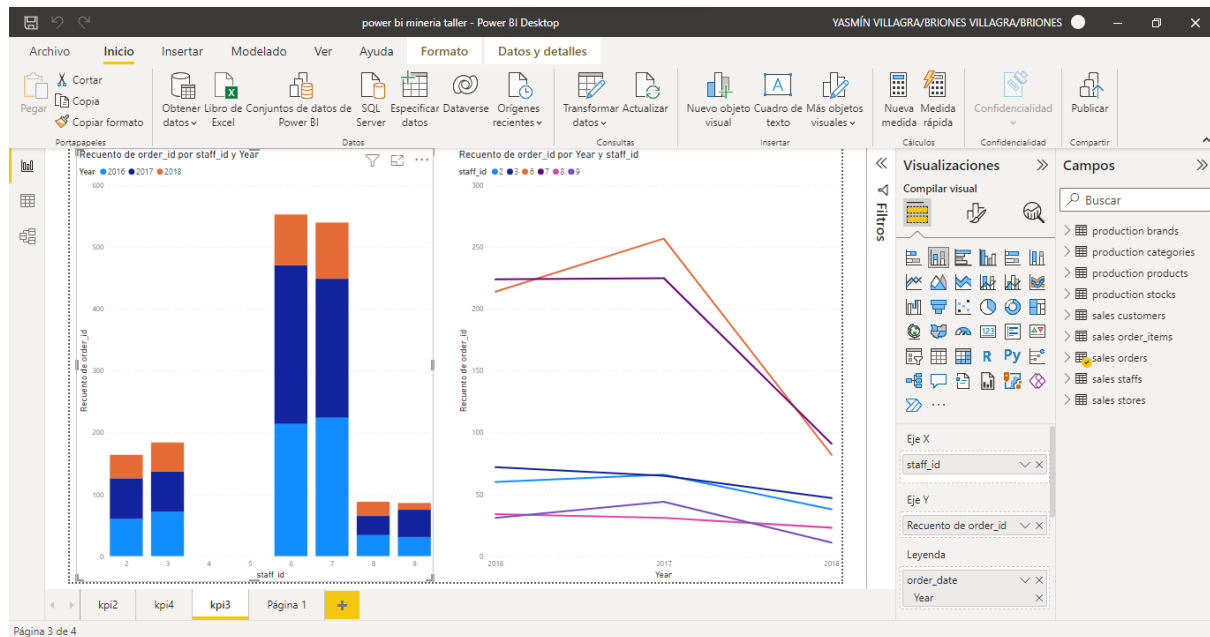 power bi mineria taller - Power BI Desktop
YASMÍN VILLAGRA/BRIONES VILLAGRA/BRIONES
Archivo Inicio Insertar Modelado Ver Ayuda Formato Datos y detalles
Pegar
Cortar
Copia
Copiar formato
Portapapeles
Obtener datos
Libro de Excel
Conjuntos de datos de Power BI
SQL Server
Especificar datos
Dataverse
Orígenes recientes
Datos
Transformar datos
Actualizar
Consultas
Nuevo objeto visual
Cuadro de texto
A
Más objetos visuales
Insertar
Nueva medida
Medida rápida
Cálculos
Confidencialidad
Confidencialidad
Publicar
Compartir
Recuento de order_id por staff_id y Year
Year 2016 2017 2018
600
500
400
300
200
100
0
Recuento de order_id
2 3 4 5 6 7 8 9
staff_id
Recuento de order_id por Year y staff_id
staff_id 2 3 6 7 8 9
300
250
200
150
100
50
0
Recuento de order_id
2016 2017 2018
Year
Filtros
Visualizaciones
Compilar visual
123
R Py
Eje X
staff_id
Eje Y
Recuento de order_id
Leyenda
order_date
Year
Campos
Buscar
production brands
production categories
production products
production stocks
sales customers
sales order_items
sales orders
sales staffs
sales stores
kpi2 kpi4 kpi3 Página 1 +
Página 3 de 4